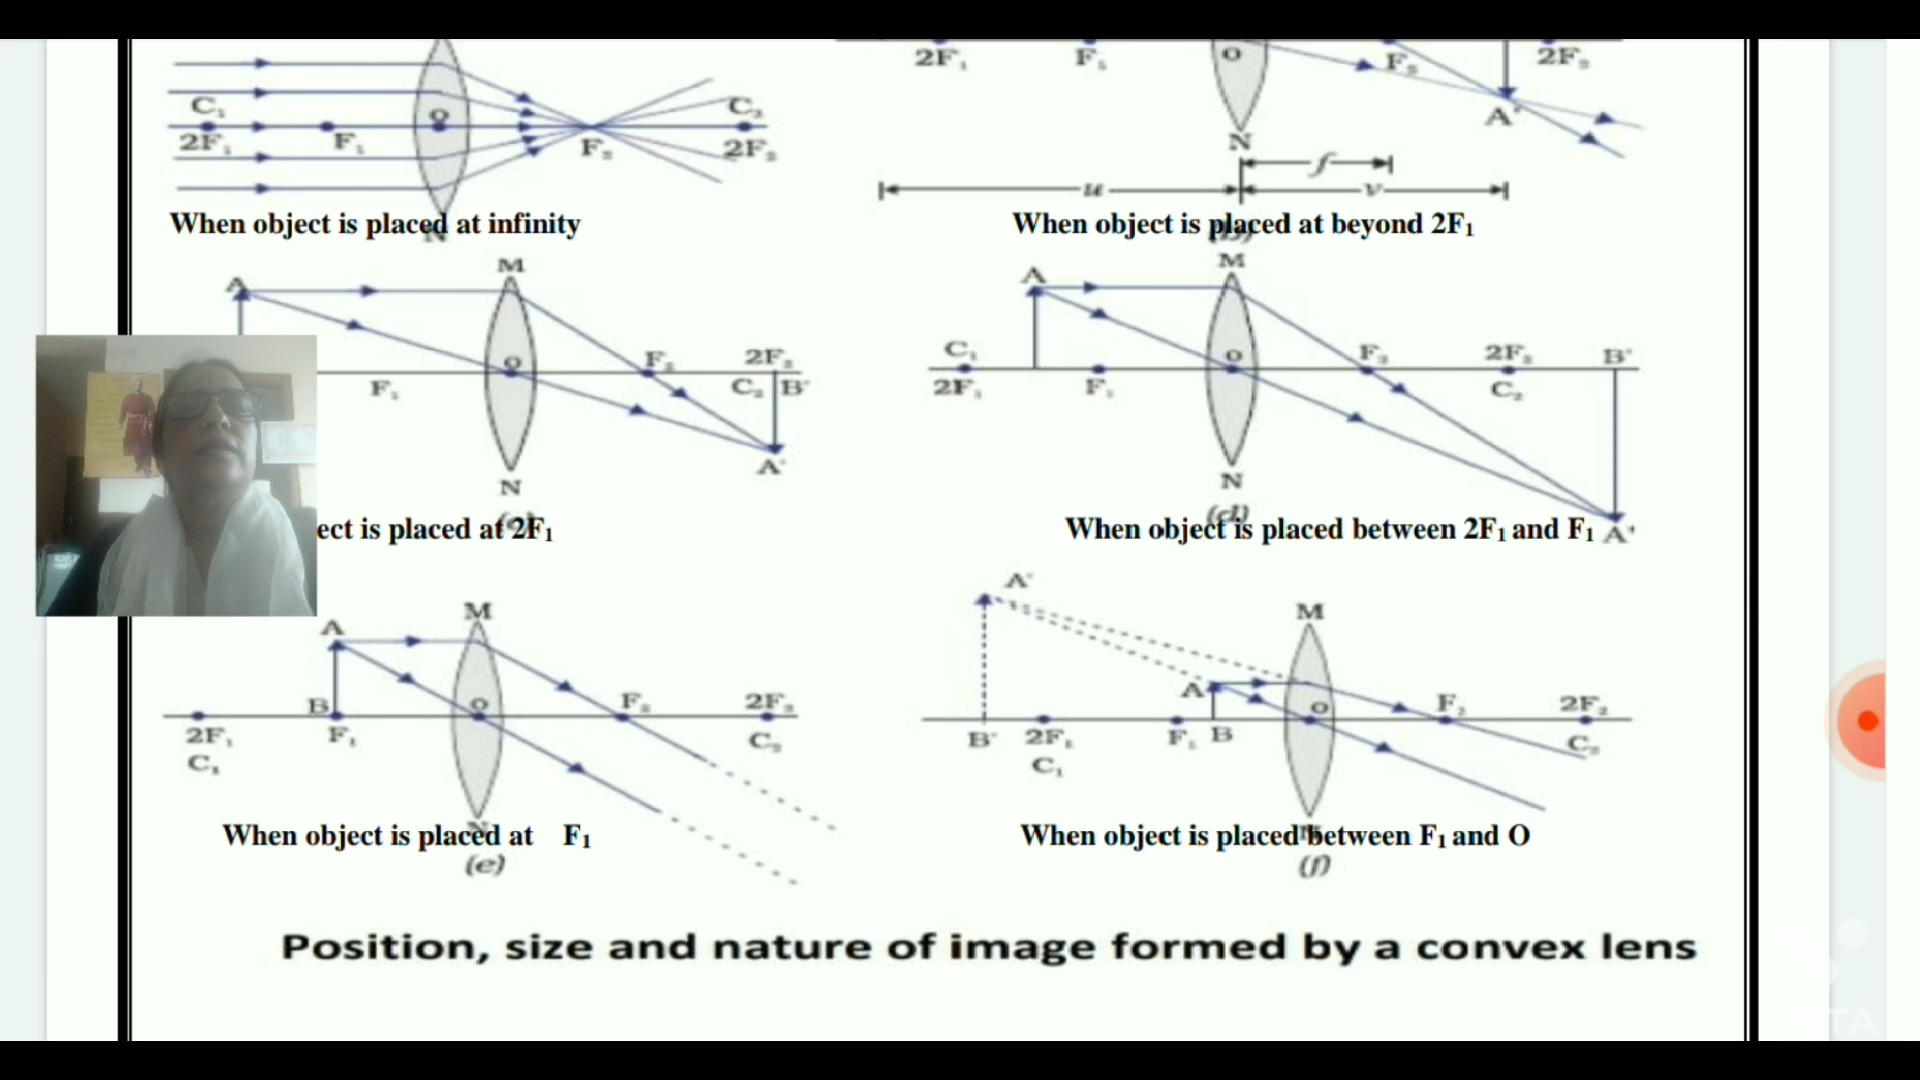 2F₁ F₁ O F₂ 2F₂
C₁ O C₂
2F₁ F₁ F₂ 2F₂
A'
N
f
u v
When object is placed at infinity
When object is placed at beyond 2F₁
N
(b)
M
A
O F₂ 2F₂
F₁ C₂ B'
A'
N
(c)
ect is placed at 2F₁
M
A
C₁ O F₂ 2F₂ B'
2F₁ F₁ C₂
N
(d)
When object is placed between 2F₁ and F₁ A'
M
A
B O F₂ 2F₂
2F₁ F₁ C₂
C₁
N
When object is placed at F₁
(e)
A'
M
A O F₂ 2F₂
B' 2F₁ F₁ B C₂
C₁
N
When object is placed between F₁ and O
(f)
Position, size and nature of image formed by a convex lens